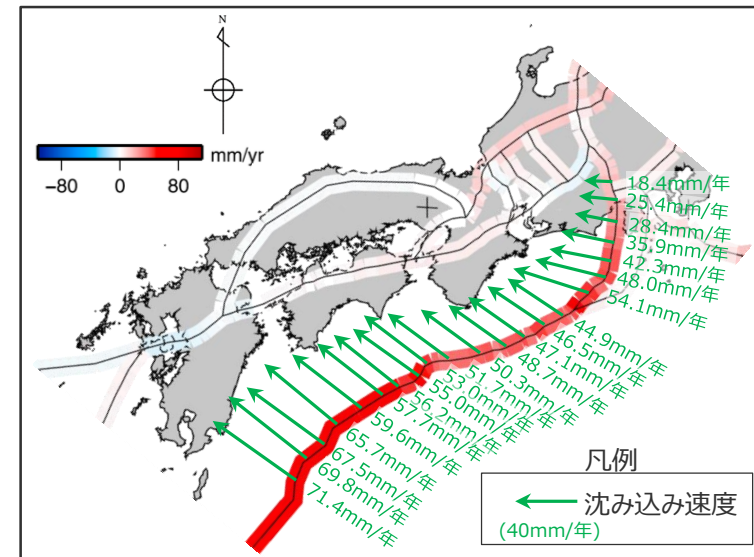 N
mm/yr
−80 0 80
18.4mm/年
25.4mm/年
28.4mm/年
35.9mm/年
42.3mm/年
48.0mm/年
54.1mm/年
44.9mm/年
46.5mm/年
47.1mm/年
48.7mm/年
50.3mm/年
51.7mm/年
53.0mm/年
55.0mm/年
56.2mm/年
57.7mm/年
59.6mm/年
65.7mm/年
67.5mm/年
69.8mm/年
71.4mm/年
凡例
沈み込み速度
(40mm/年)